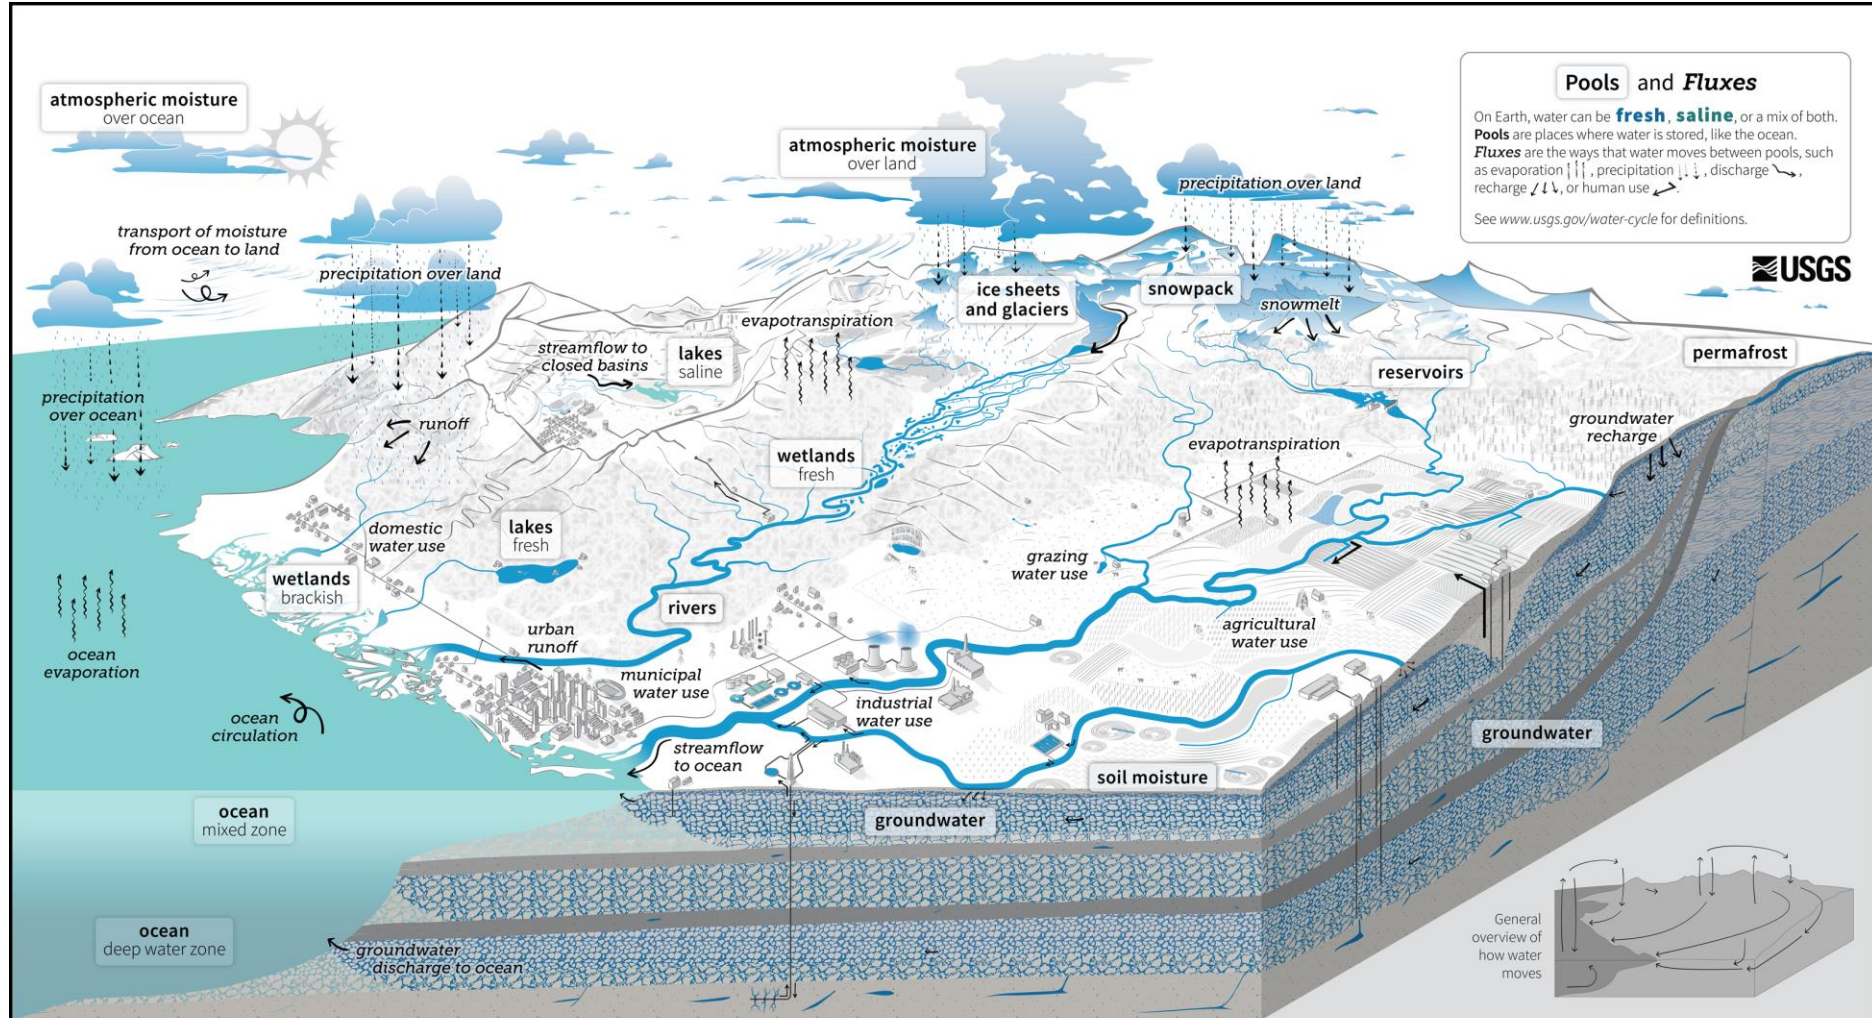 atmospheric moisture
over ocean
atmospheric moisture
over land
Pools and Fluxes
On Earth, water can be fresh, saline, or a mix of both.
Pools are places where water is stored, like the ocean.
Fluxes are the ways that water moves between pools, such
as evaporation , precipitation , discharge ,
recharge , or human use .
See www.usgs.gov/water-cycle for definitions.
USGS
transport of moisture
from ocean to land
precipitation over land
precipitation over land
ice sheets
and glaciers
snowpack
snowmelt
evapotranspiration
streamflow to
closed basins
lakes
saline
permafrost
reservoirs
precipitation
over ocean
runoff
groundwater
recharge
wetlands
fresh
evapotranspiration
domestic
water use
lakes
fresh
grazing
water use
wetlands
brackish
rivers
agricultural
water use
urban
runoff
ocean
evaporation
municipal
water use
industrial
water use
ocean
circulation
streamflow
to ocean
groundwater
soil moisture
ocean
mixed zone
groundwater
ocean
deep water zone
groundwater
discharge to ocean
General
overview of
how water
moves